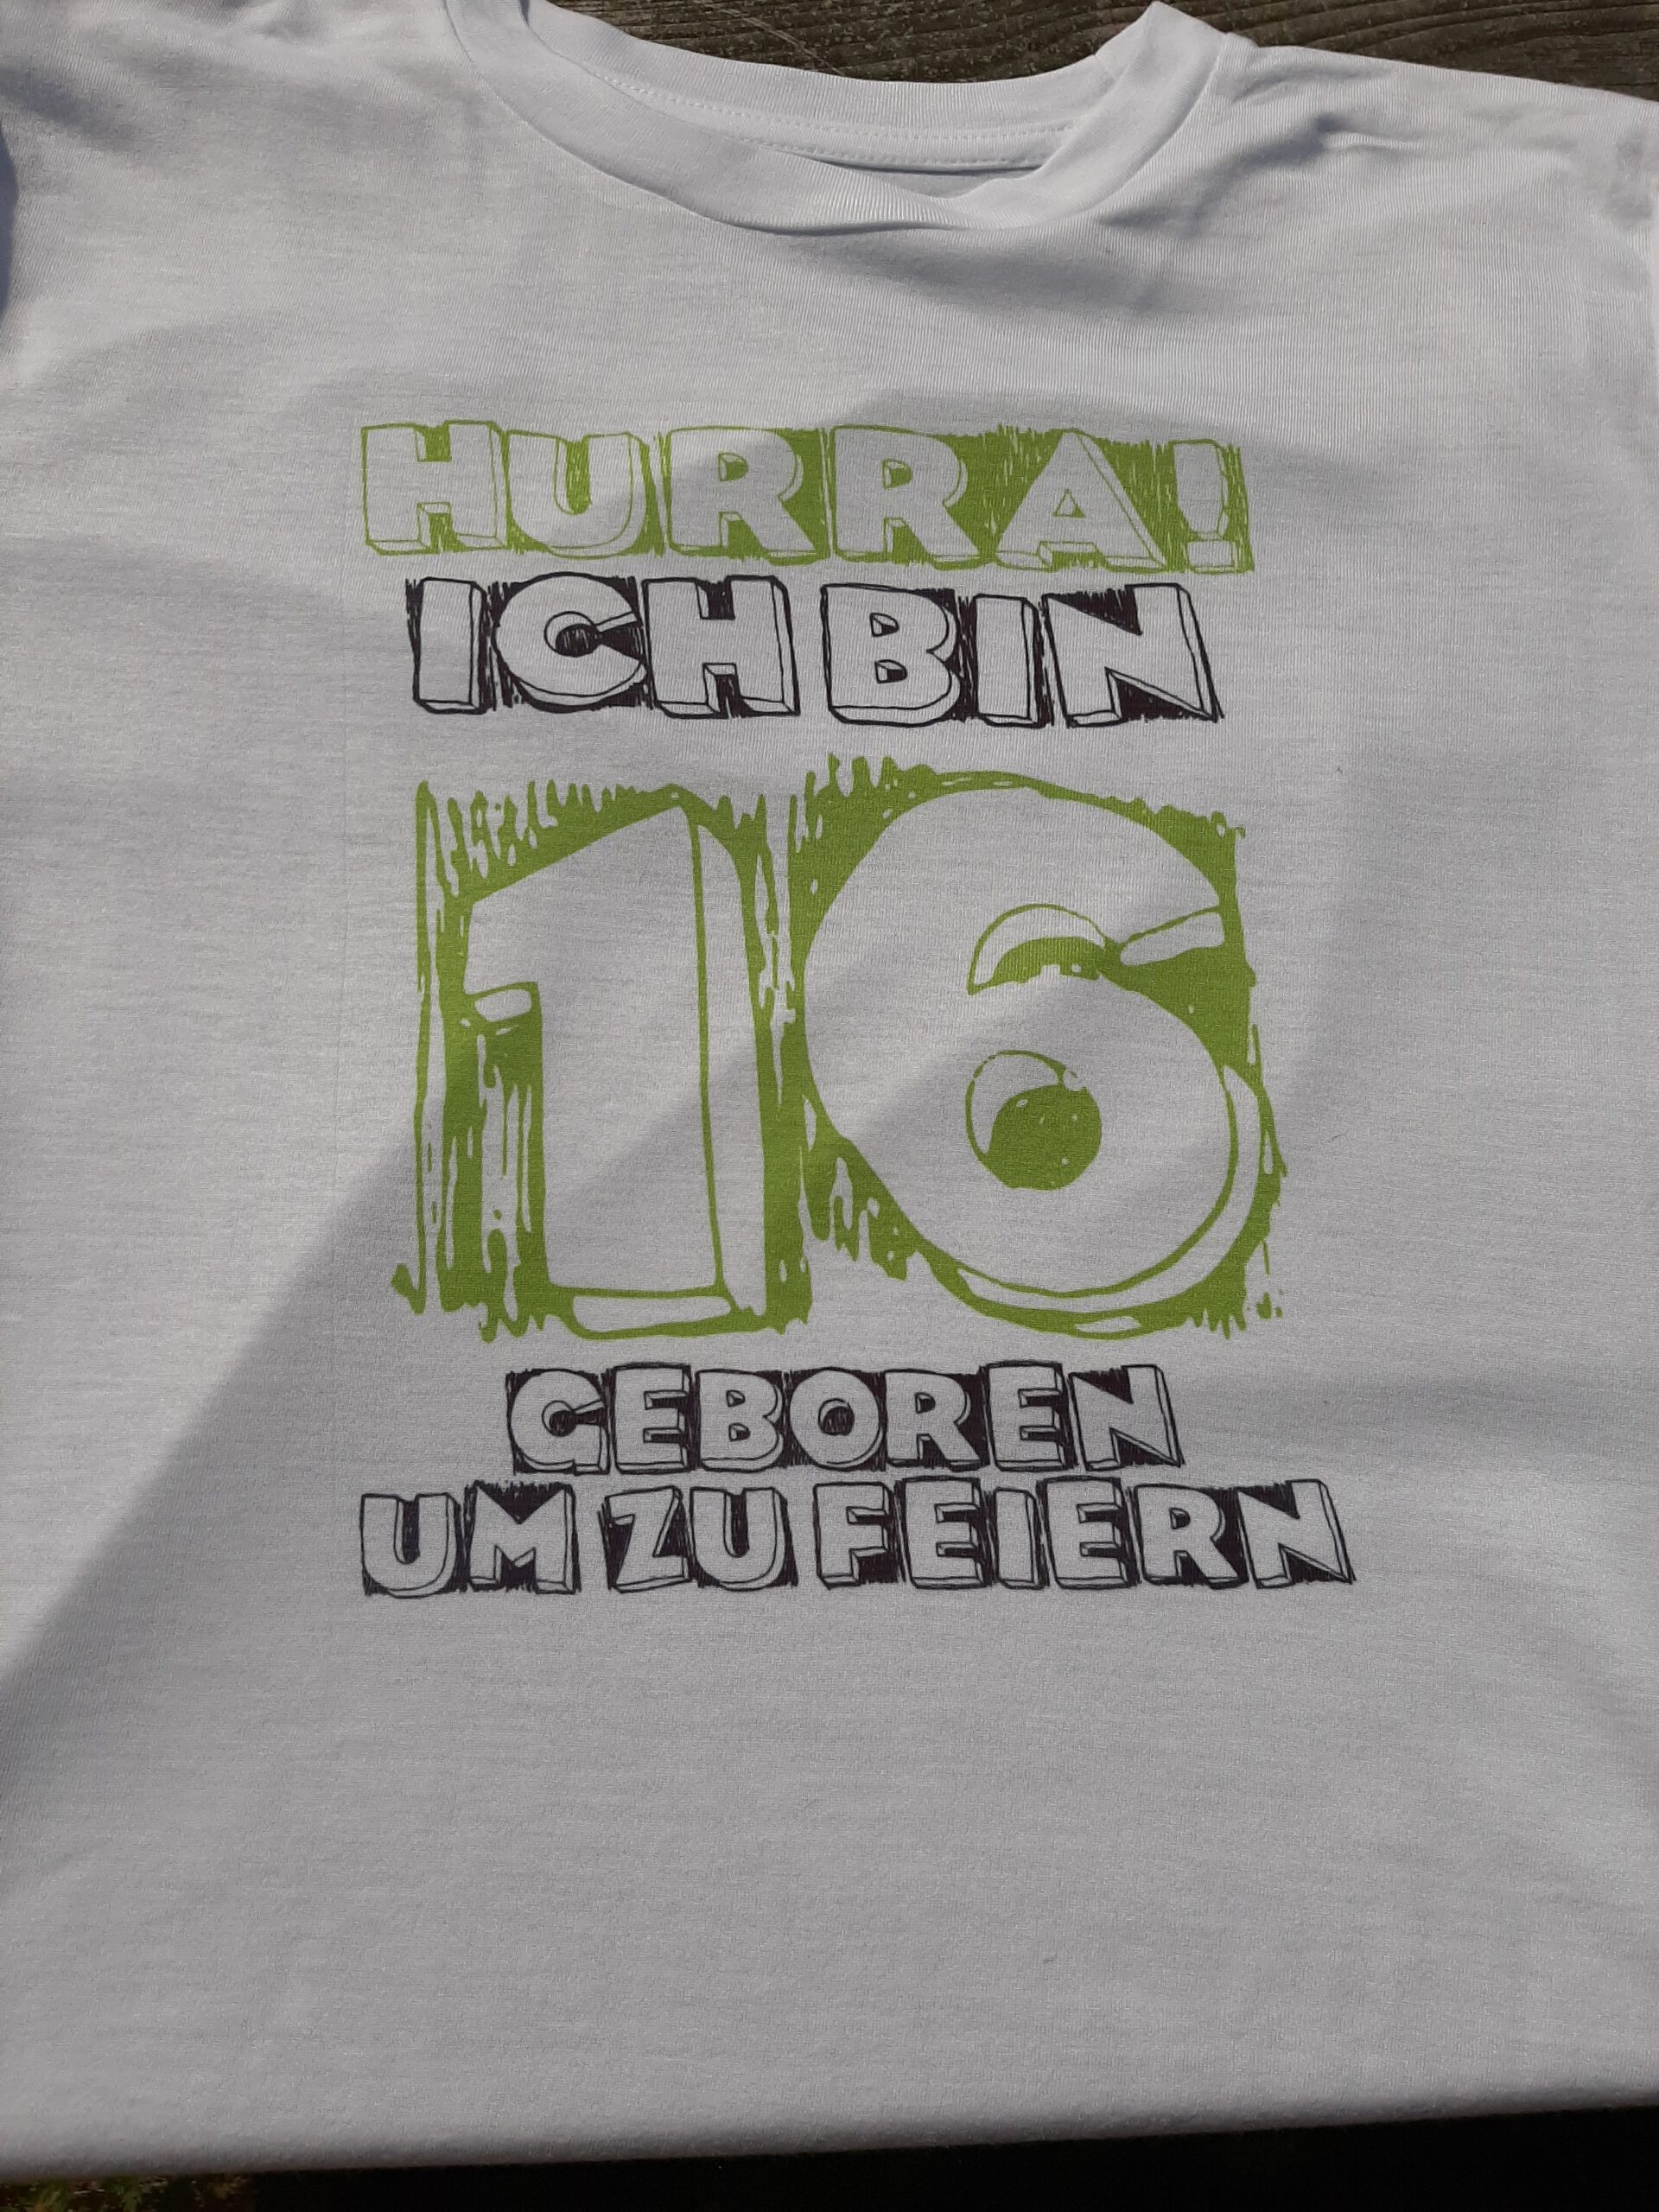 HURRA!
ICH BIN
16
GEBOREN
UM ZU FEIERN